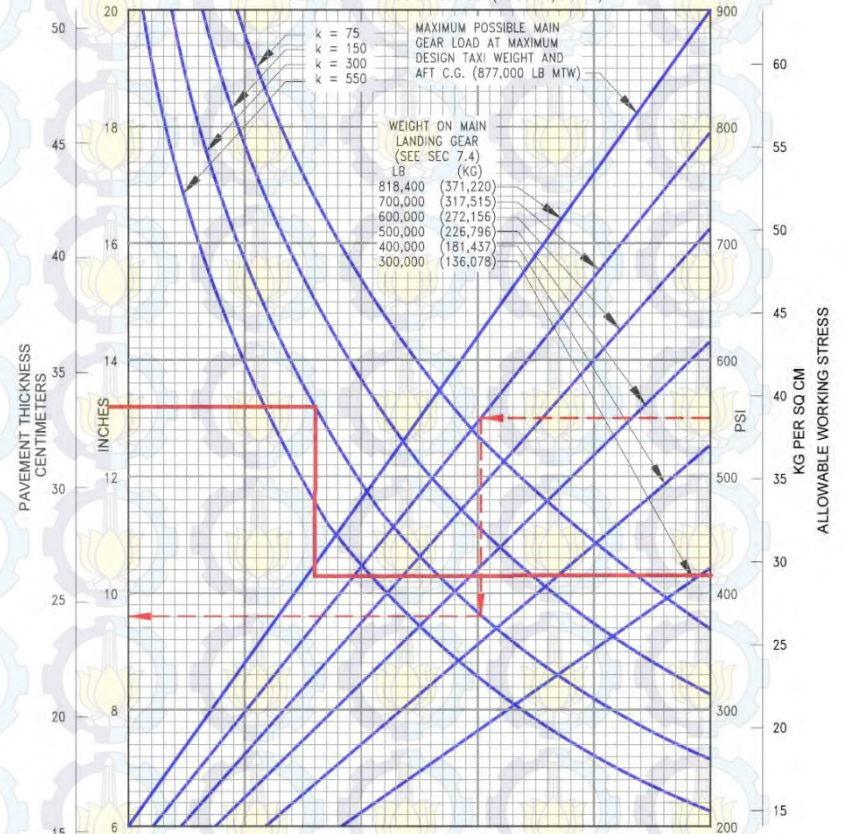 k = 75
k = 150
k = 300
k = 550
MAXIMUM POSSIBLE MAIN
GEAR LOAD AT MAXIMUM
DESIGN TAXI WEIGHT AND
AFT C.G. (877,000 LB MTW)
WEIGHT ON MAIN
LANDING GEAR
(SEE SEC 7.4)
LB (KG)
818,400 (371,220)
700,000 (317,515)
600,000 (272,156)
500,000 (226,796)
400,000 (181,437)
300,000 (136,078)
PAVEMENT THICKNESS
CENTIMETERS
50
45
40
35
30
25
20
INCHES
20
18
16
14
12
10
8
6
PSI
900
800
700
600
500
400
300
200
KG PER SQ CM
ALLOWABLE WORKING STRESS
60
55
50
45
40
35
30
25
20
15